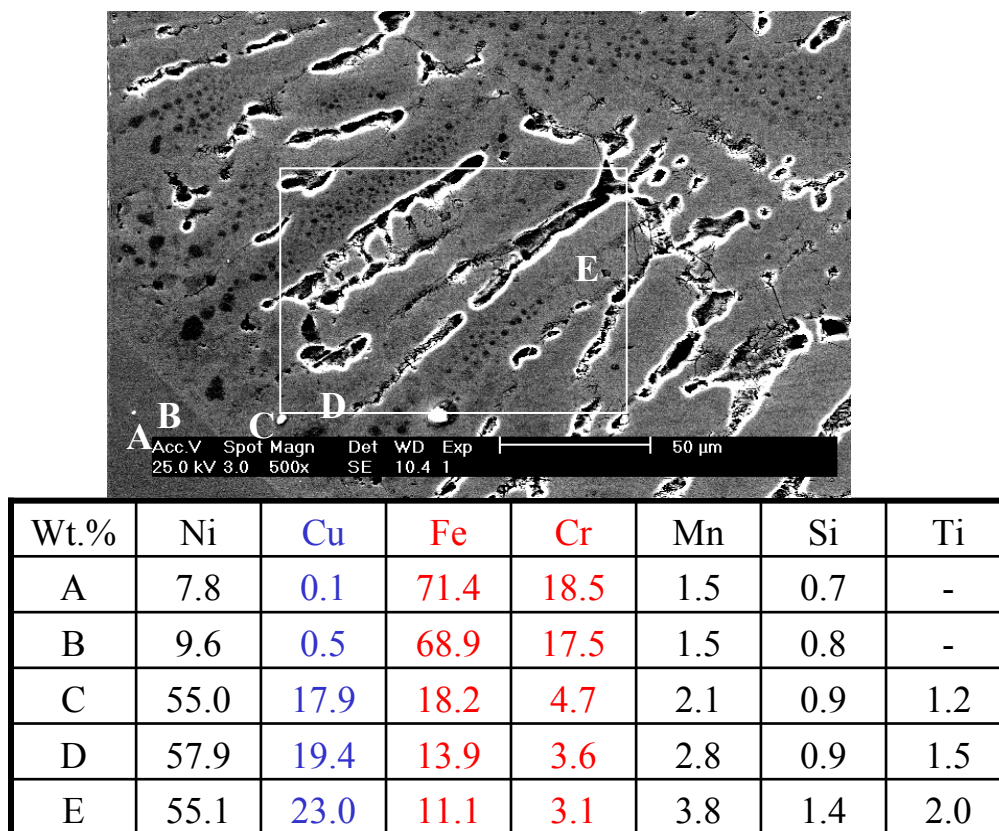 E
D
B
C
A
Acc.V Spot Magn Det WD Exp 50 µm
25.0 kV 3.0 500x SE 10.4 1
Wt.% Ni Cu Fe Cr Mn Si Ti
A 7.8 0.1 71.4 18.5 1.5 0.7 -
B 9.6 0.5 68.9 17.5 1.5 0.8 -
C 55.0 17.9 18.2 4.7 2.1 0.9 1.2
D 57.9 19.4 13.9 3.6 2.8 0.9 1.5
E 55.1 23.0 11.1 3.1 3.8 1.4 2.0